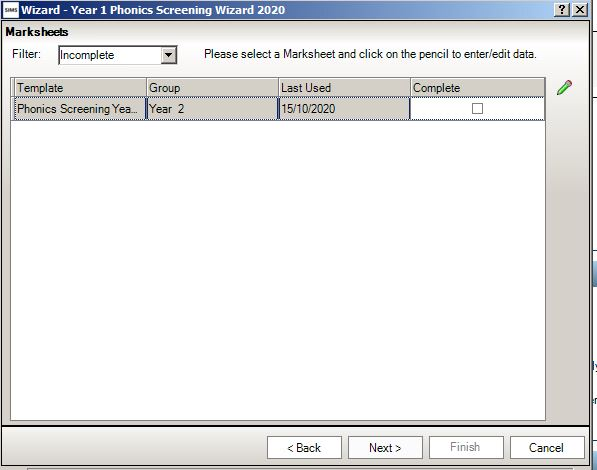 SIMS Wizard - Year 1 Phonics Screening Wizard 2020
Marksheets
Filter: Incomplete Please select a Marksheet and click on the pencil to enter/edit data.
Template Group Last Used Complete
Phonics Screening Yea... Year 2 15/10/2020
< Back Next > Finish Cancel